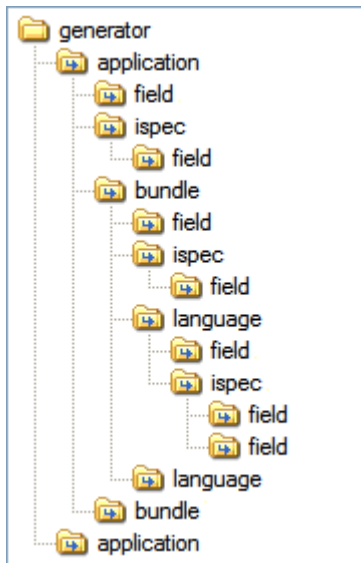 generator
application
field
ispec
field
bundle
field
ispec
field
language
field
ispec
field
field
language
bundle
application